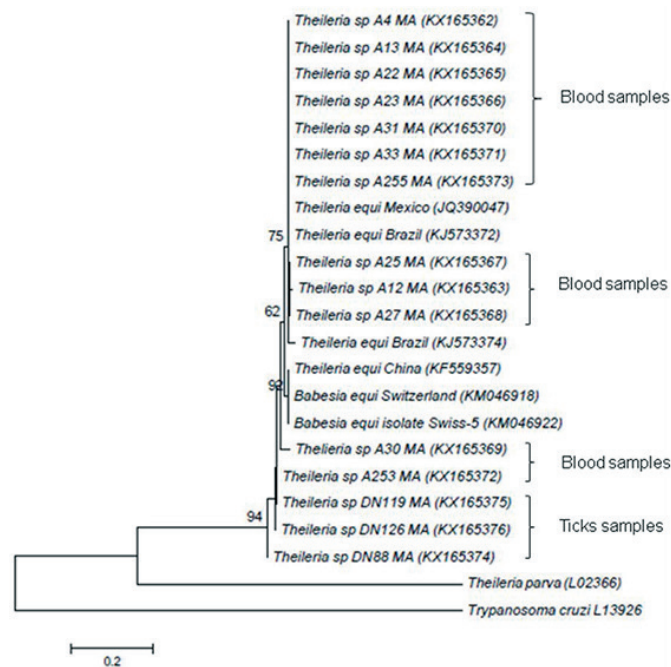 Theileria sp A4 MA (KX165362)
Theileria sp A13 MA (KX165364)
Theileria sp A22 MA (KX165365)
Theileria sp A23 MA (KX165366)
Blood samples
Theileria sp A31 MA (KX165370)
Theileria sp A33 MA (KX165371)
Theileria sp A255 MA (KX165373)
Theileria equi Mexico (JQ390047)
75
Theileria equi Brazil (KJ573372)
Theileria sp A25 MA (KX165367)
Theileria sp A12 MA (KX165363)
Blood samples
62
Theileria sp A27 MA (KX165368)
Theileria equi Brazil (KJ573374)
Theileria equi China (KF559357)
92
Babesia equi Switzerland (KM046918)
Babesia equi isolate Swiss-5 (KM046922)
Thelieria sp A30 MA (KX165369)
Blood samples
Theileria sp A253 MA (KX165372)
Theileria sp DN119 MA (KX165375)
94
Theileria sp DN126 MA (KX165376)
Ticks samples
Theileria sp DN88 MA (KX165374)
Theileria parva (L02366)
Trypanosoma cruzi L13926
0.2